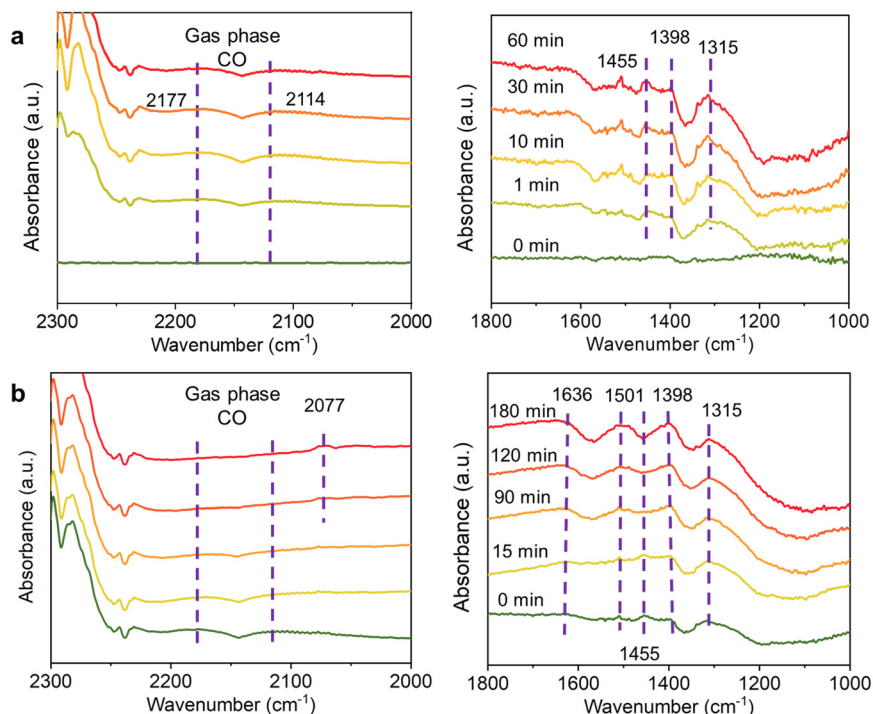 a
Gas phase
CO
2177
2114
Absorbance (a.u.)
2300
2200
2100
2000
Wavenumber (cm⁻¹)
60 min
30 min
10 min
1 min
0 min
1455
1398
1315
Absorbance (a.u.)
1800
1600
1400
1200
1000
Wavenumber (cm⁻¹)
b
Gas phase
CO
2077
Absorbance (a.u.)
2300
2200
2100
2000
Wavenumber (cm⁻¹)
1636
1501
1398
1315
180 min
120 min
90 min
15 min
0 min
1455
Absorbance (a.u.)
1800
1600
1400
1200
1000
Wavenumber (cm⁻¹)